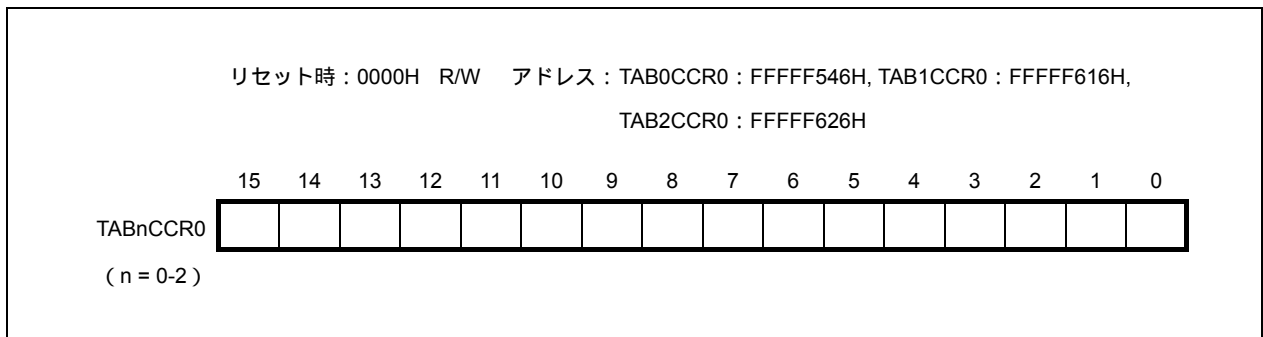 リセット時：0000H R/W アドレス：TAB0CCR0：FFFFF546H, TAB1CCR0：FFFFF616H,
TAB2CCR0：FFFFF626H
15 14 13 12 11 10 9 8 7 6 5 4 3 2 1 0
TABnCCR0
（n = 0-2）